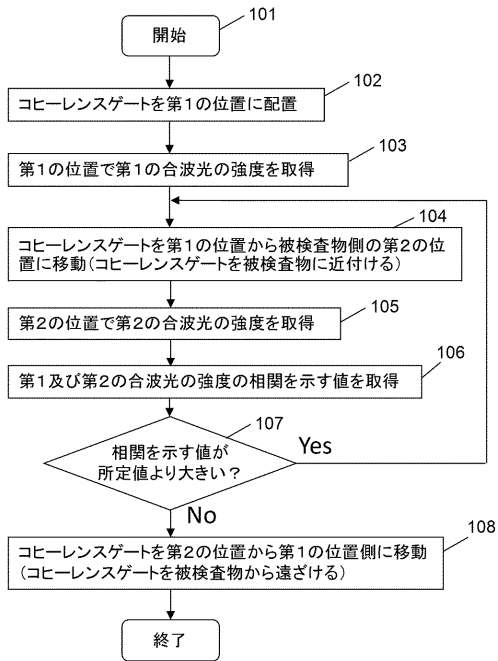 開始
101
コヒーレンスゲートを第1の位置に配置
102
第1の位置で第1の合波光の強度を取得
103
コヒーレンスゲートを第1の位置から被検査物側の第2の位
置に移動(コヒーレンスゲートを被検査物に近付ける)
104
第2の位置で第2の合波光の強度を取得
105
第1及び第2の合波光の強度の相関を示す値を取得
106
相関を示す値が
所定値より大きい?
107
Yes
No
コヒーレンスゲートを第2の位置から第1の位置側に移動
(コヒーレンスゲートを被検査物から遠ざける)
108
終了